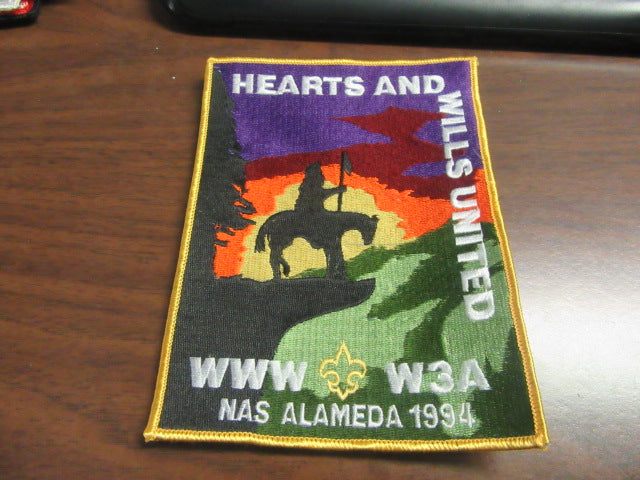 HEARTS AND
WILLS UNITED
WWW W3A
NAS ALAMEDA 1994